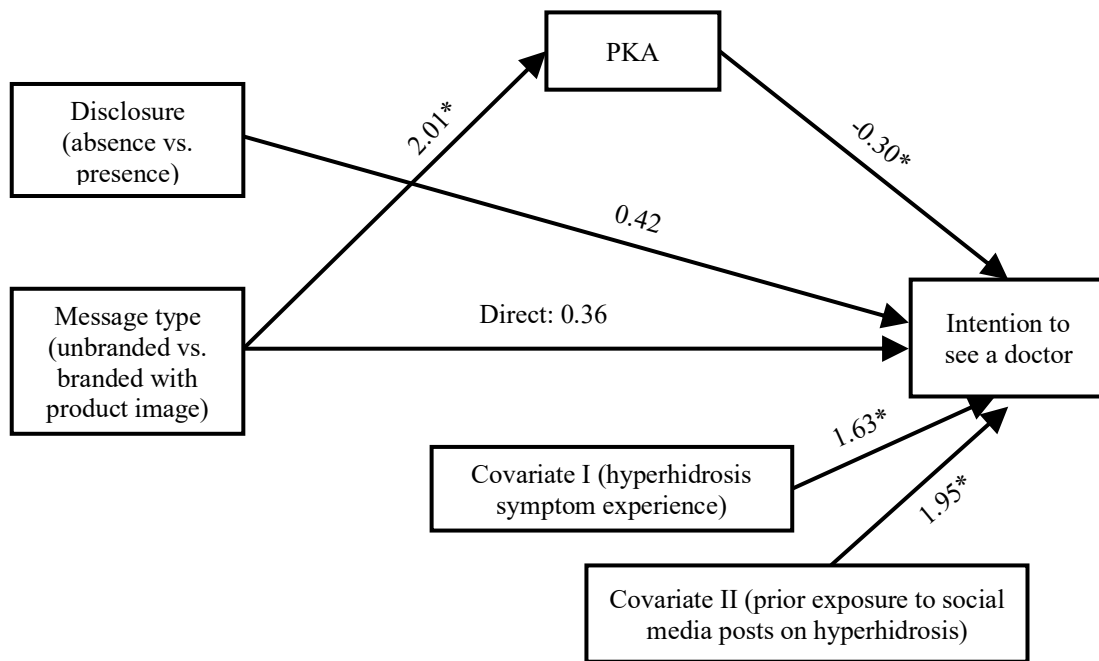 PKA
Disclosure
(absence vs.
presence)
2.01*
-0.30*
0.42
Message type
(unbranded vs.
branded with
product image)
Direct: 0.36
Intention to
see a doctor
1.63*
Covariate I (hyperhidrosis
symptom experience)
1.95*
Covariate II (prior exposure to social
media posts on hyperhidrosis)